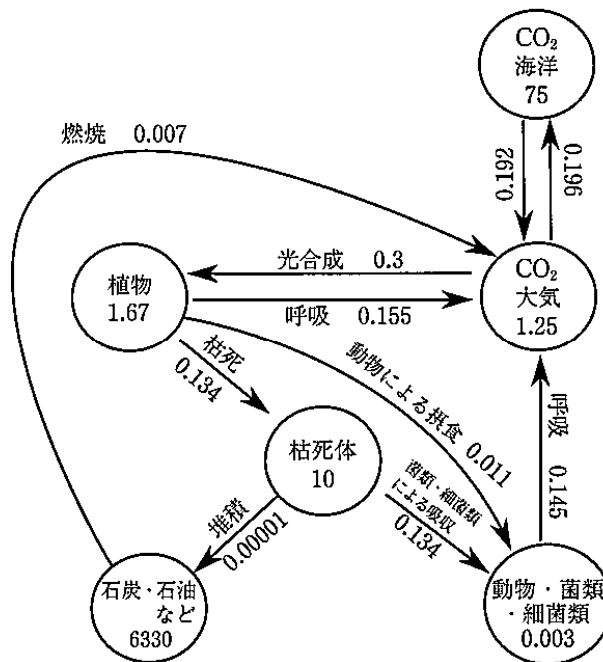 CO₂
海洋
75
燃焼 0.007
0.192
0.196
光合成 0.3
植物
1.67
CO₂
大気
1.25
呼吸 0.155
枯死
0.134
動物による摂食 0.011
呼吸 0.145
枯死体
10
菌類・細菌類
による吸収
0.134
堆積
0.00001
石炭・石油
など
6330
動物・菌類
・細菌類
0.003